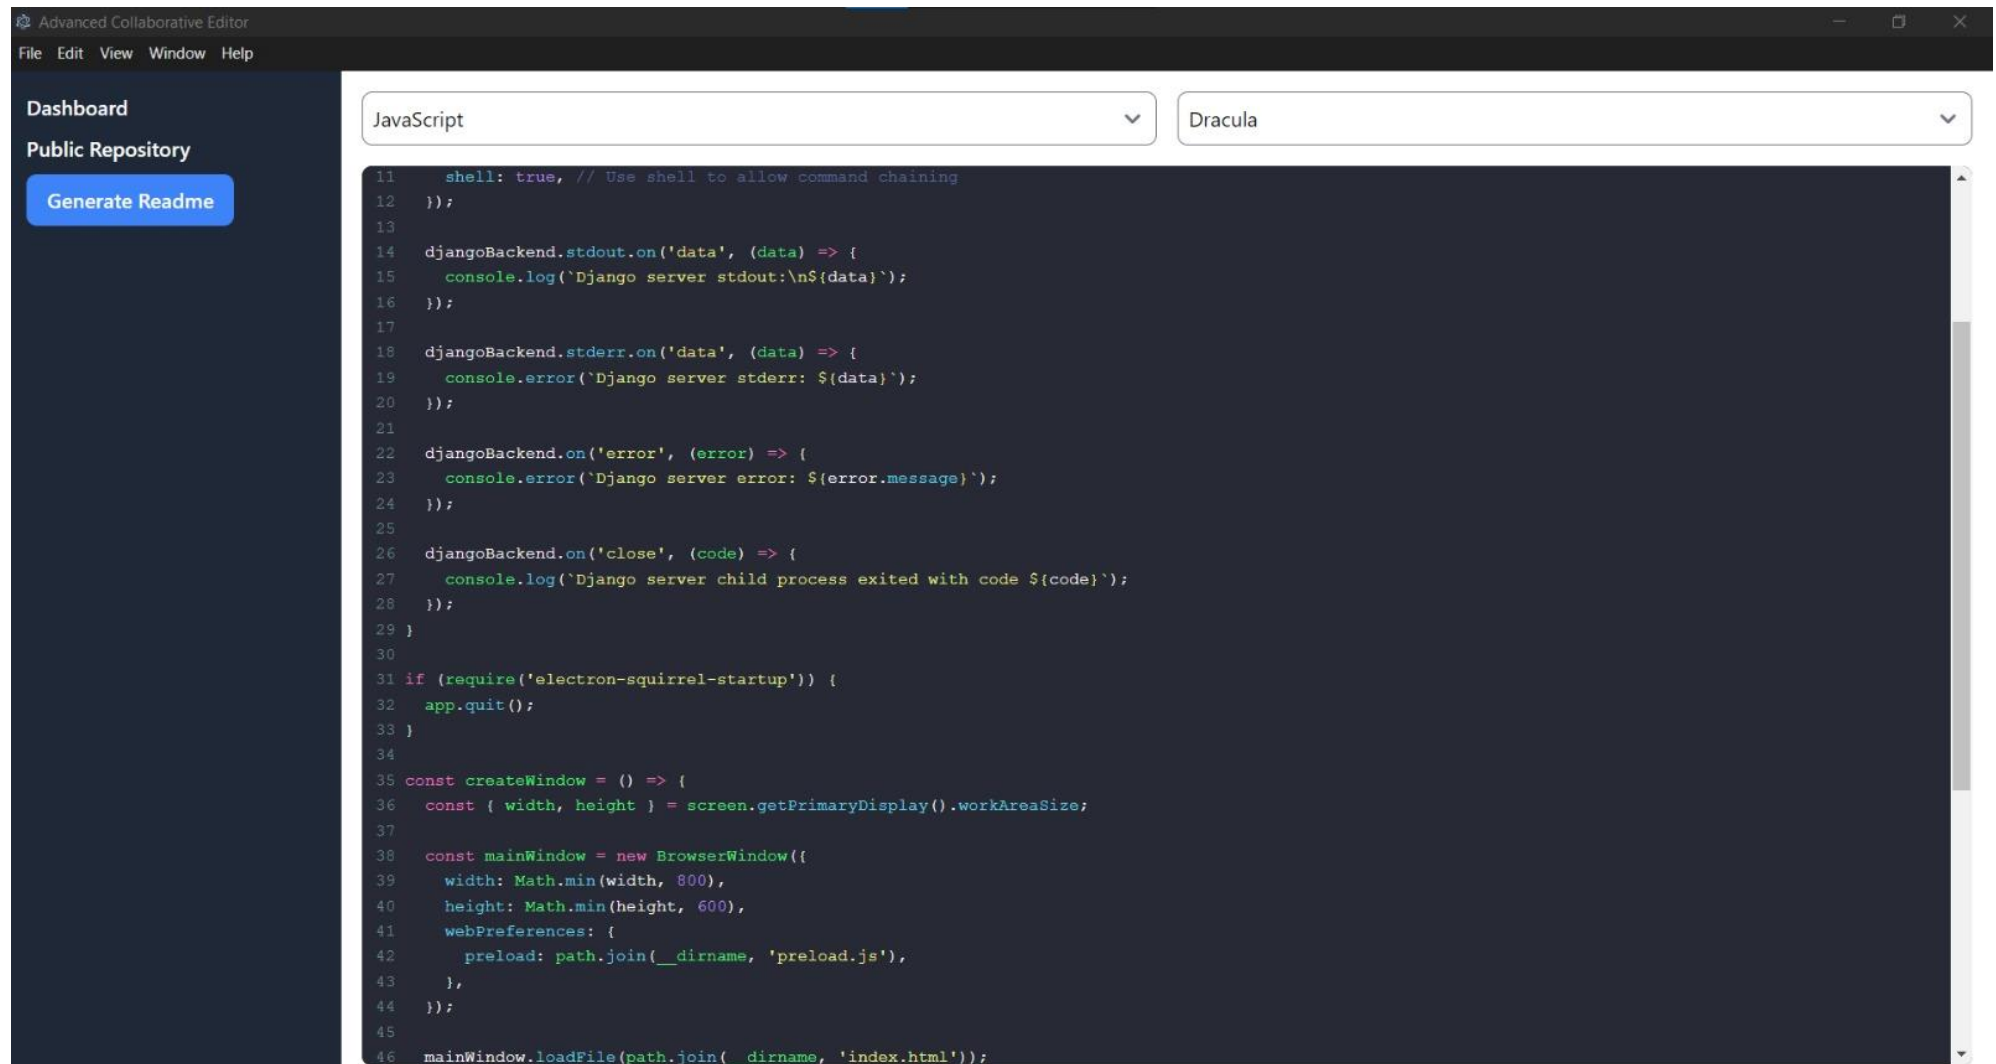 Advanced Collaborative Editor
File Edit View Window Help
Dashboard
Public Repository
Generate Readme
JavaScript
Dracula
11     shell: true, // Use shell to allow command chaining
12   });
13
14   djangoBackend.stdout.on('data', (data) => {
15     console.log(`Django server stdout:\n${data}`);
16   });
17
18   djangoBackend.stderr.on('data', (data) => {
19     console.error(`Django server stderr: ${data}`);
20   });
21
22   djangoBackend.on('error', (error) => {
23     console.error(`Django server error: ${error.message}`);
24   });
25
26   djangoBackend.on('close', (code) => {
27     console.log(`Django server child process exited with code ${code}`);
28   });
29 }
30
31 if (require('electron-squirrel-startup')) {
32   app.quit();
33 }
34
35 const createWindow = () => {
36   const { width, height } = screen.getPrimaryDisplay().workAreaSize;
37
38   const mainWindow = new BrowserWindow({
39     width: Math.min(width, 800),
40     height: Math.min(height, 600),
41     webPreferences: {
42       preload: path.join(__dirname, 'preload.js'),
43     },
44   });
45
46   mainWindow.loadFile(path.join(__dirname, 'index.html'));